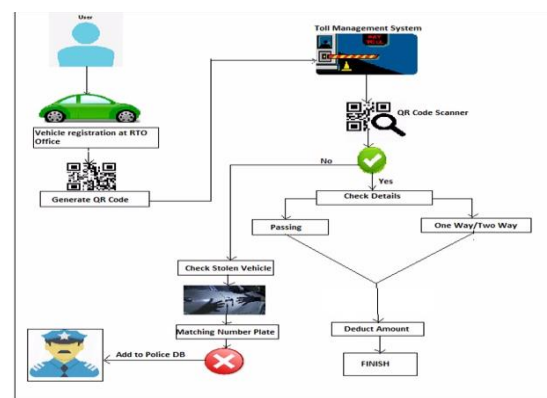 User
Toll Management System
QR Code Scanner
Vehicle registration at RTO
Office
Generate QR Code
No
Yes
Check Details
Passing
One Way/Two Way
Check Stolen Vehicle
Matching Number Plate
Deduct Amount
Add to Police DB
FINISH